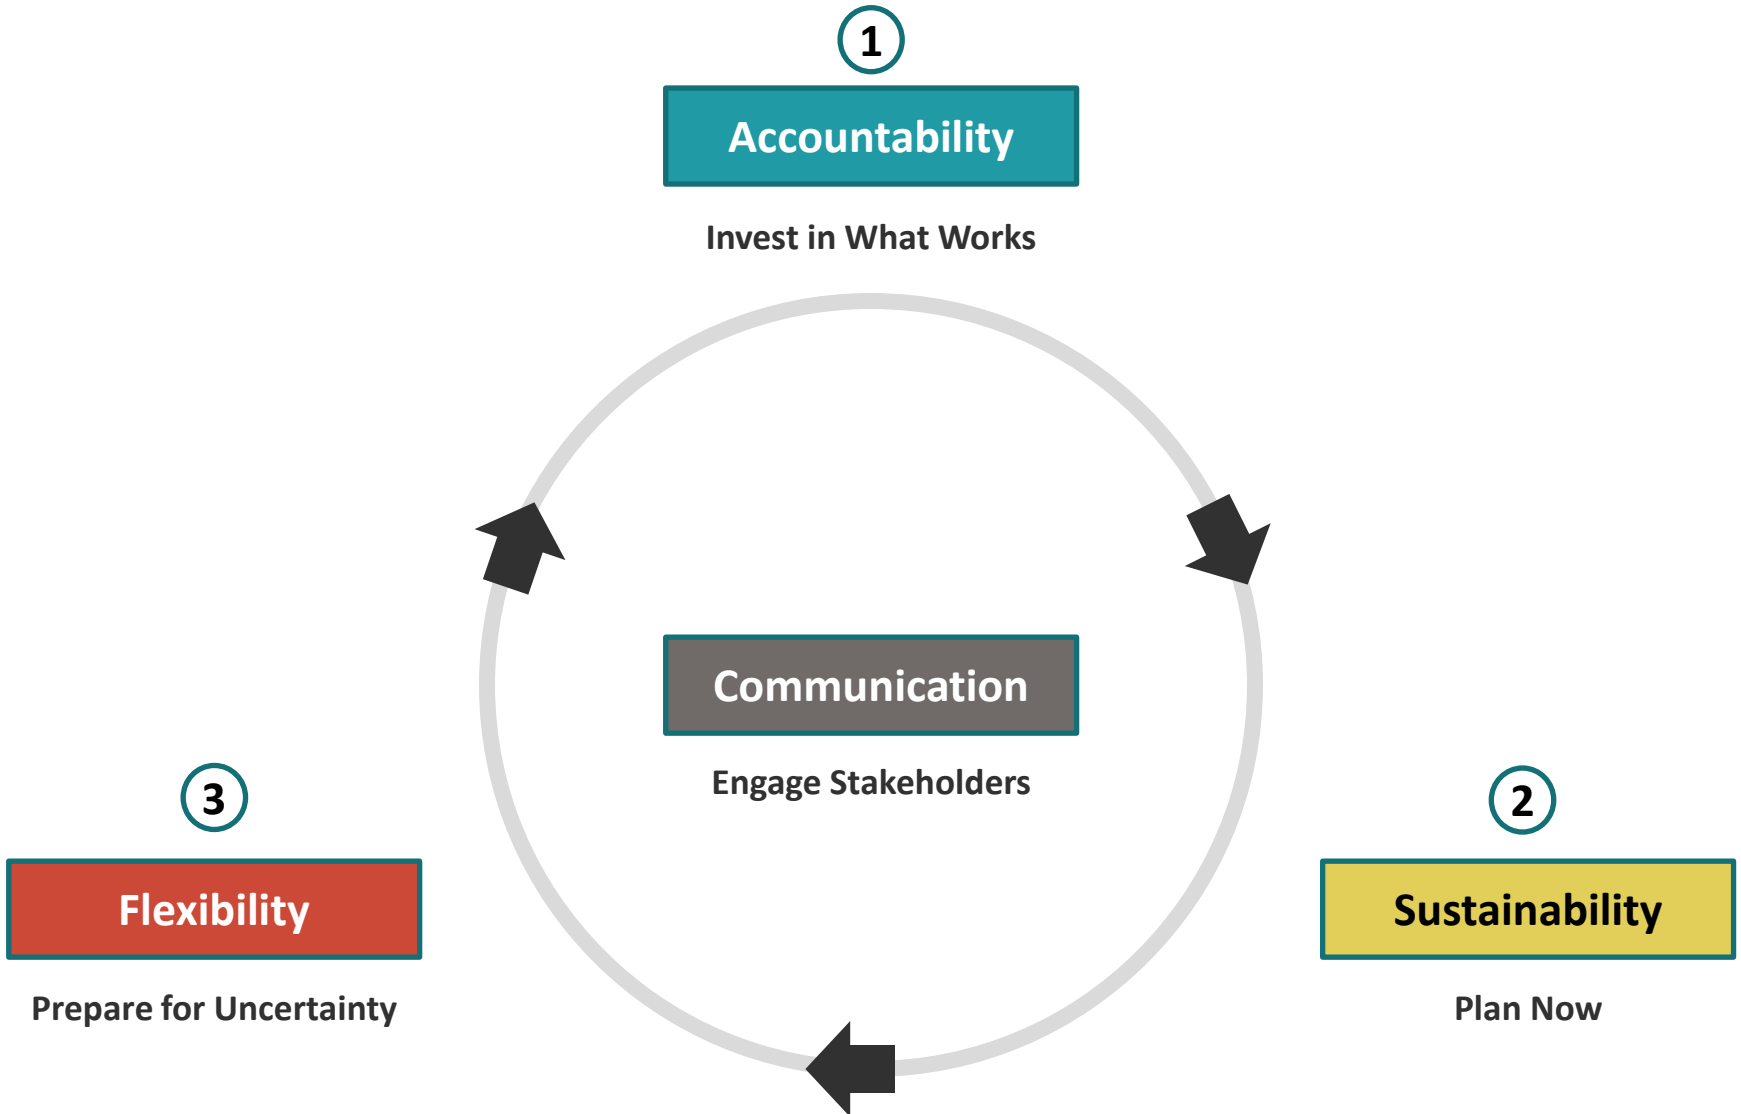 1
Accountability
Invest in What Works
Communication
Engage Stakeholders
3
Flexibility
Prepare for Uncertainty
2
Sustainability
Plan Now